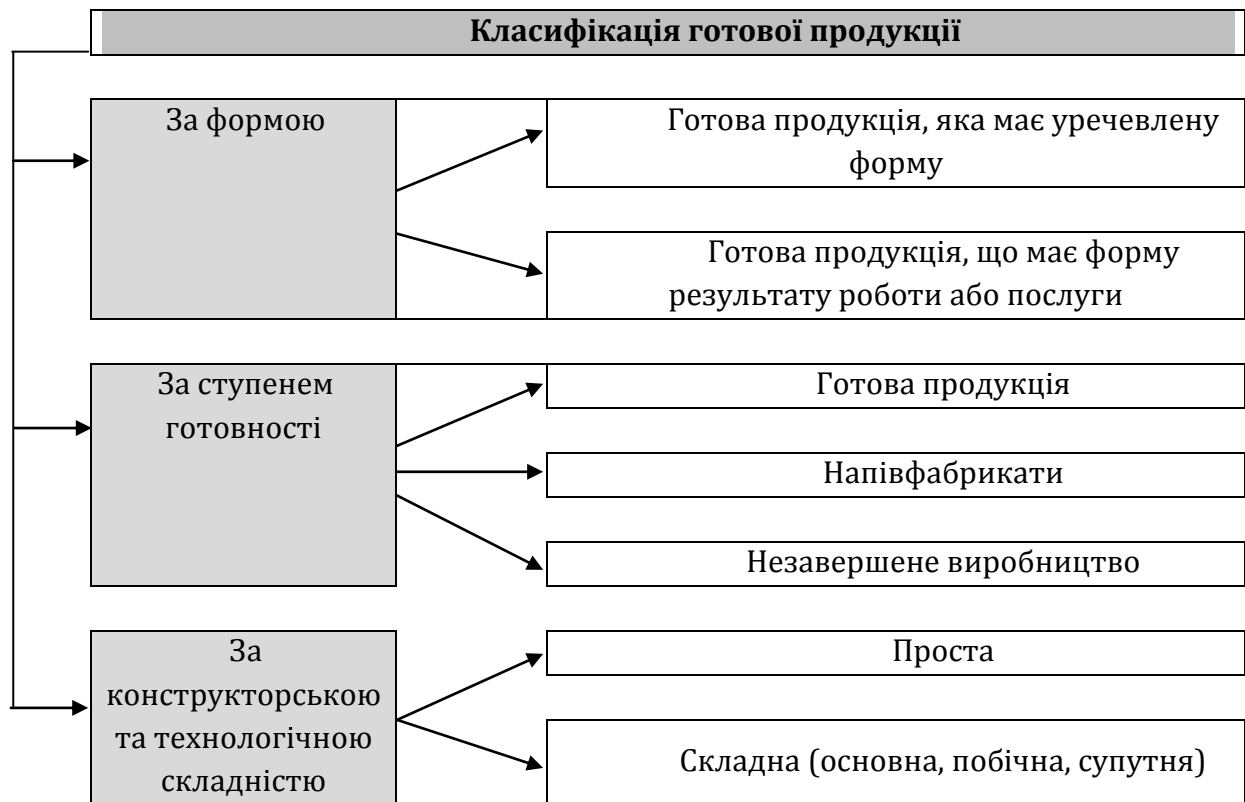 Класифікація готової продукції
За формою
Готова продукція, яка має уречевлену
форму
Готова продукція, що має форму
результату роботи або послуги
За ступенем
готовності
Готова продукція
Напівфабрикати
Незавершене виробництво
За
конструкторською
та технологічною
складністю
Проста
Складна (основна, побічна, супутня)